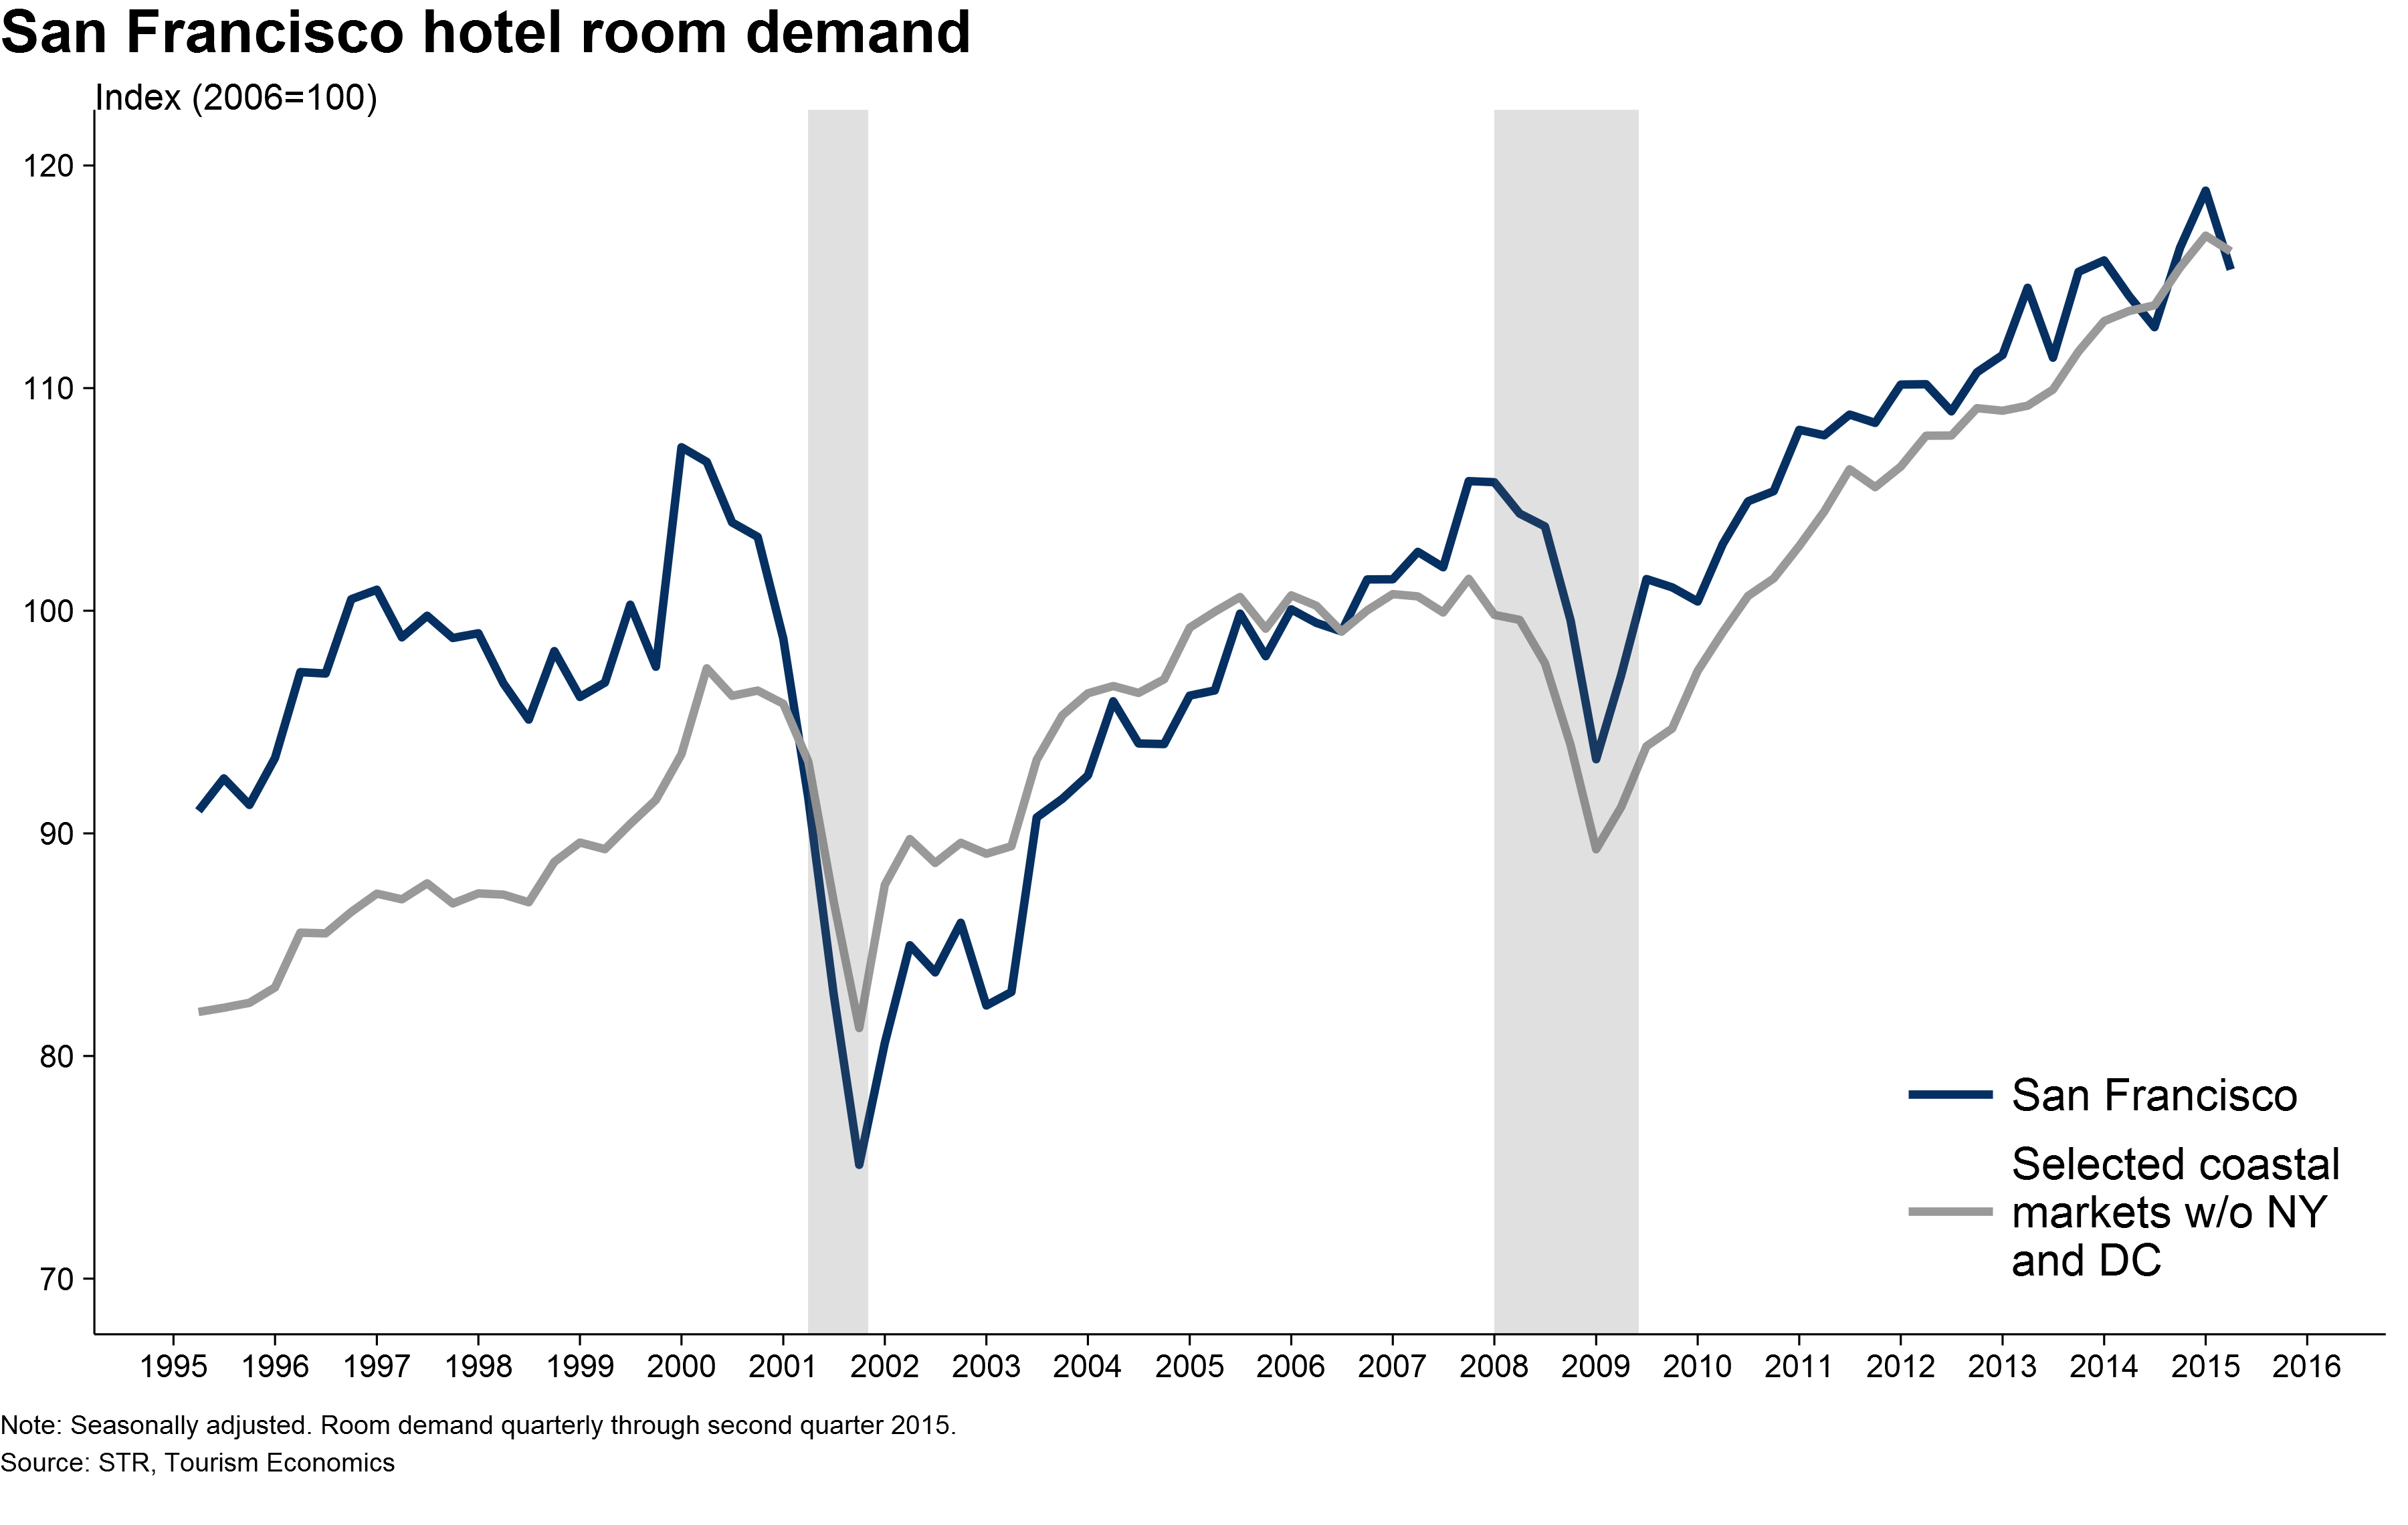 San Francisco hotel room demand
Index (2006=100)
120
110
100
90
80
70
San Francisco
Selected coastal
markets w/o NY
and DC
1995 1996 1997 1998 1999 2000 2001 2002 2003 2004 2005 2006 2007 2008 2009 2010 2011 2012 2013 2014 2015 2016
Note: Seasonally adjusted. Room demand quarterly through second quarter 2015.
Source: STR, Tourism Economics